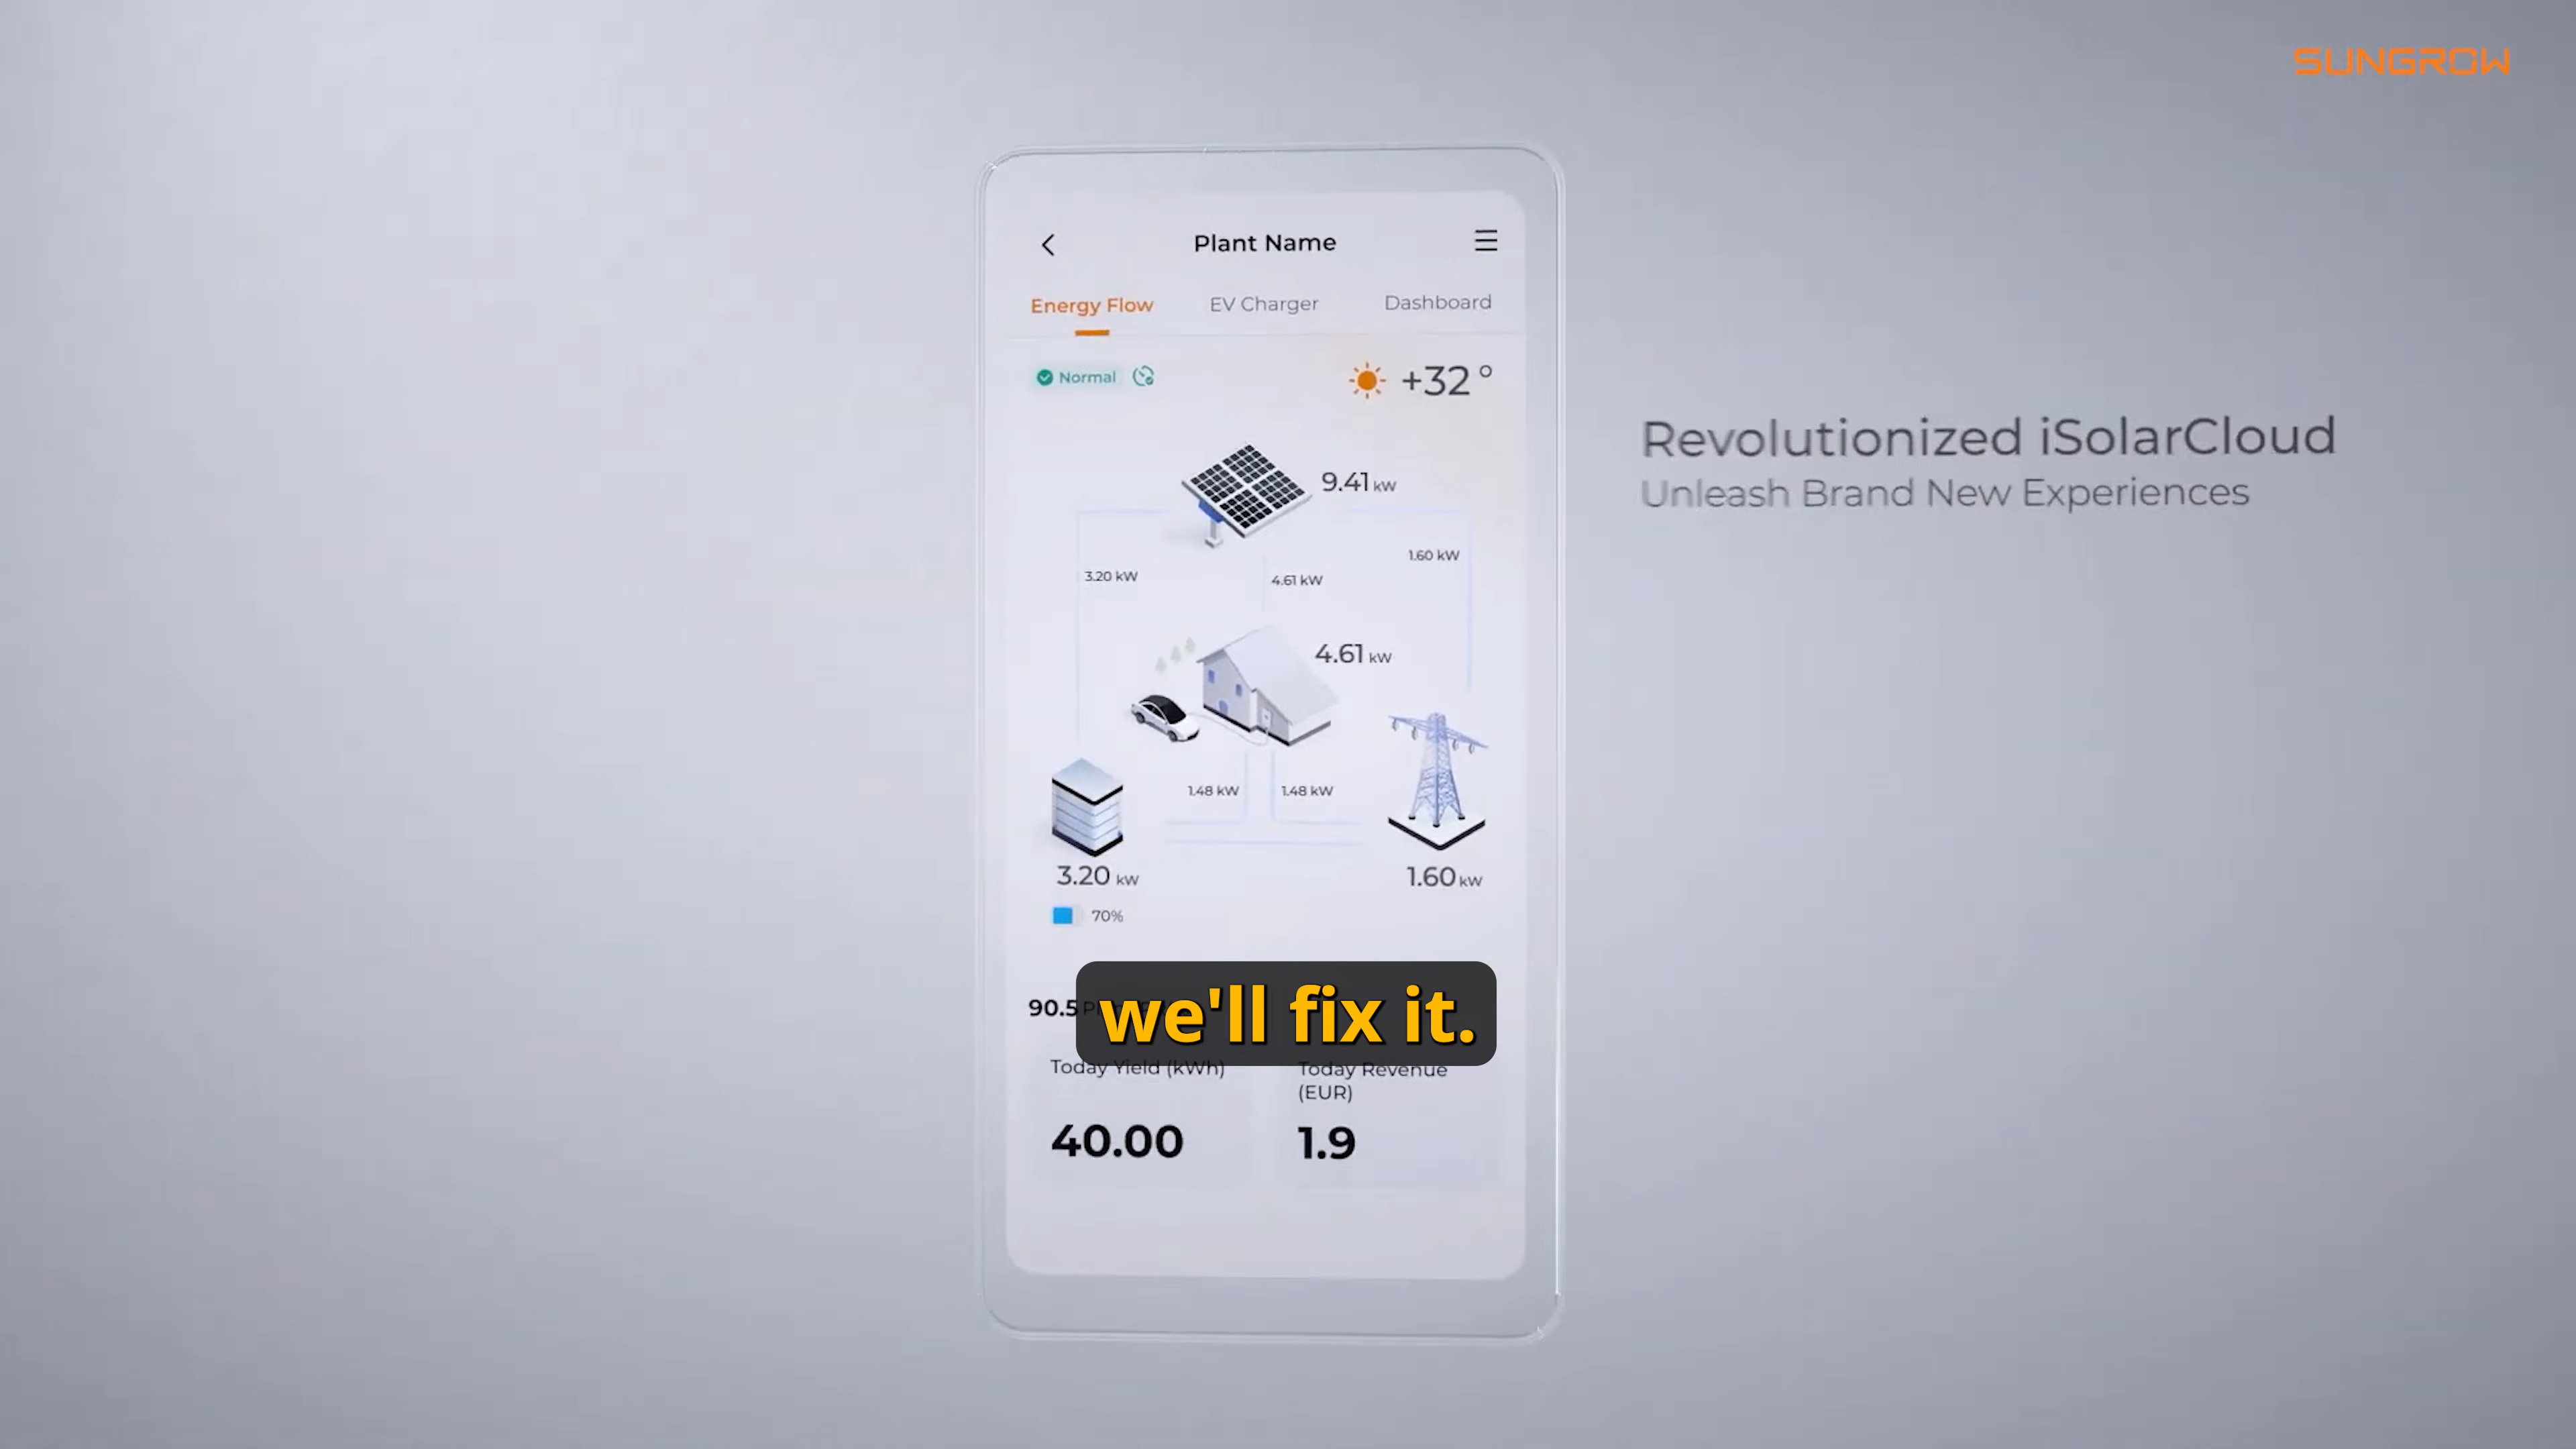 SUNGROW
Plant Name
Energy Flow
EV Charger
Dashboard
Normal
+32°
9.41 kW
3.20 kW
4.61 kW
1.60 kW
4.61 kW
1.48 kW
1.48 kW
3.20 kW
1.60 kW
70%
90.5
we'll fix it.
Today Yield (kWh)
Today Revenue
(EUR)
40.00
1.9
Revolutionized iSolarCloud
Unleash Brand New Experiences